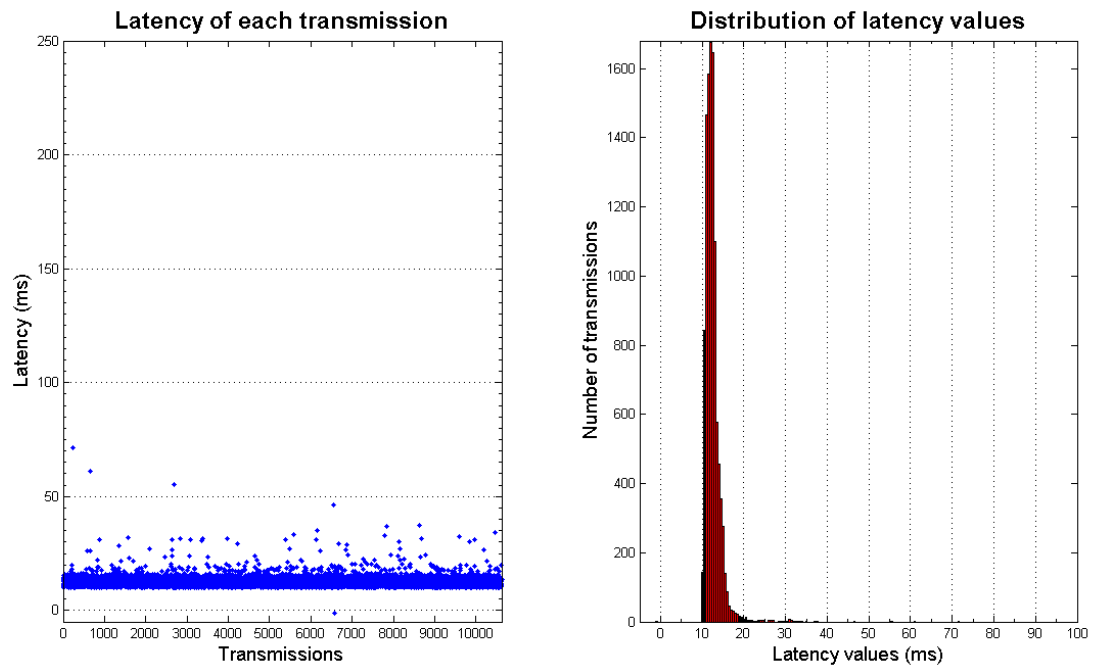 Latency of each transmission
250
200
150
100
50
0
Latency (ms)
0 1000 2000 3000 4000 5000 6000 7000 8000 9000 10000
Transmissions
Distribution of latency values
1600
1400
1200
1000
800
600
400
200
0
Number of transmissions
0 10 20 30 40 50 60 70 80 90 100
Latency values (ms)